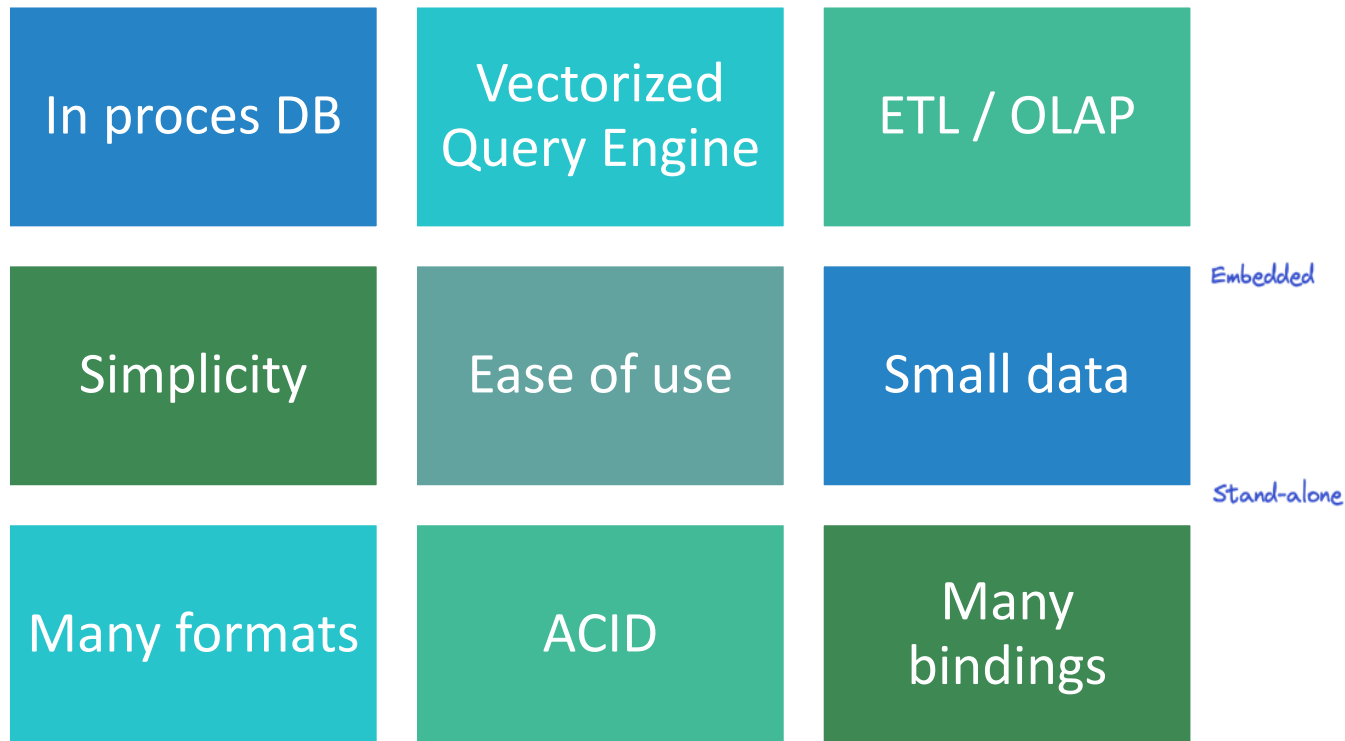 In proces DB
Vectorized
Query Engine
ETL / OLAP
Embedded
Simplicity
Ease of use
Small data
Stand-alone
Many formats
ACID
Many
bindings